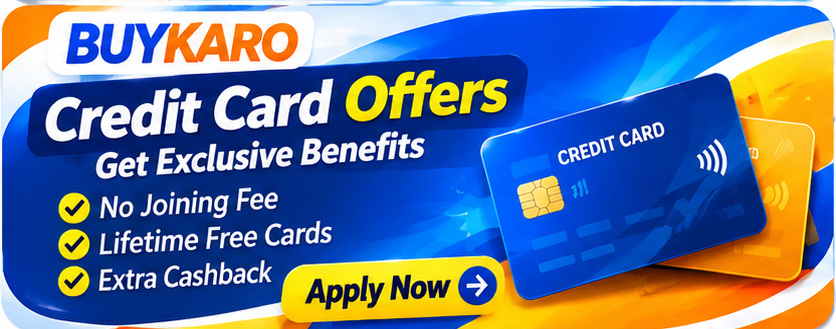 BUYKARO
Credit Card Offers
Get Exclusive Benefits
No Joining Fee
Lifetime Free Cards
Extra Cashback
Apply Now
CREDIT CARD